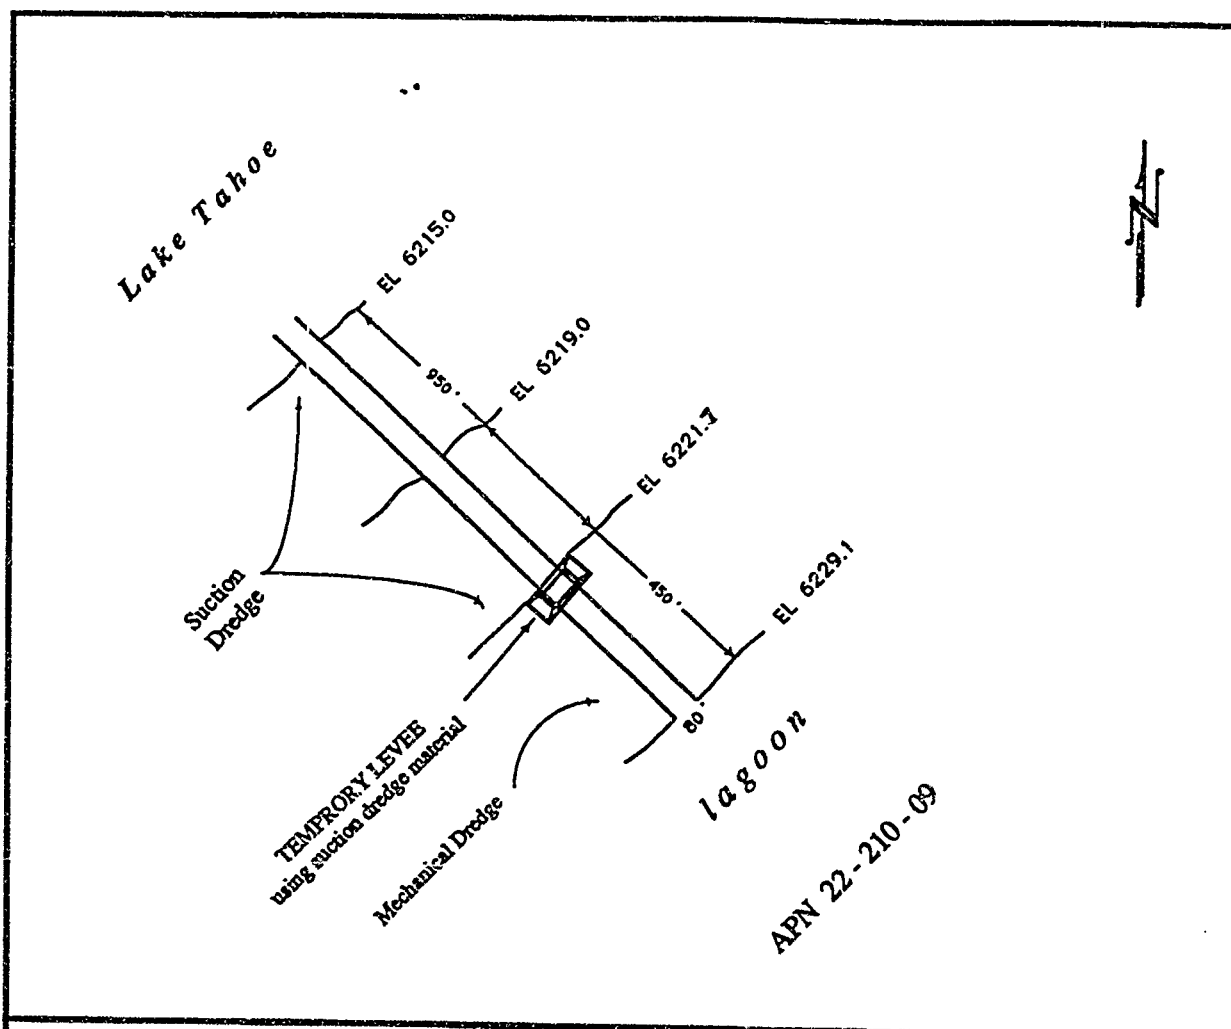 Lake Tahoe
EL 6215.0
950'
EL 6219.0
EL 6221.7
450'
EL 6229.1
80'
Suction
Dredge
TEMPRORY LEVEE
using suction dredge material
Mechanical Dredge
lagoon
APN 22 - 210 - 09
N